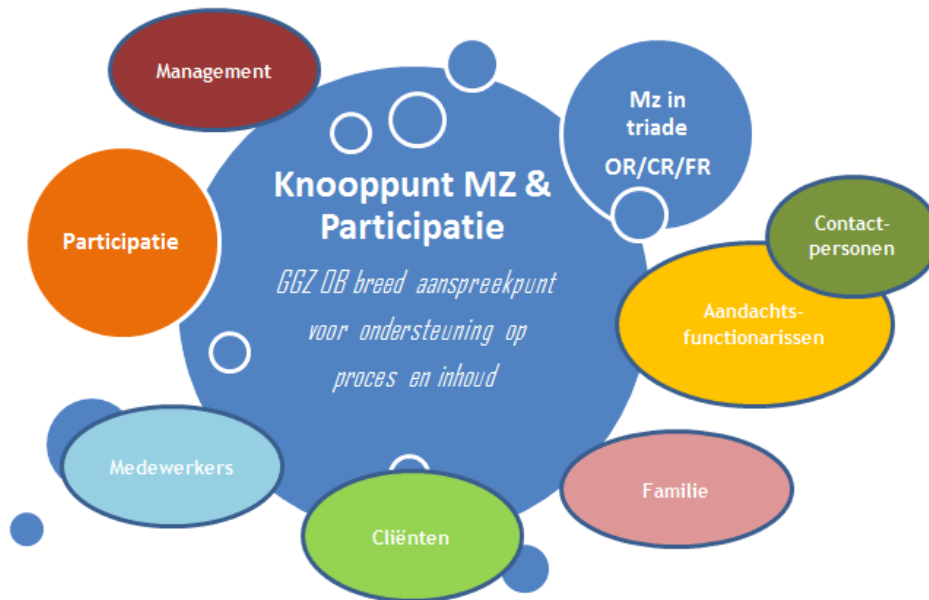 Management
Mz in
triade
OR/CR/FR
Knooppunt MZ &
Participatie
GGZ OB breed aanspreekpunt
voor ondersteuning op
proces en inhoud
Participatie
Contact-
personen
Aandachts-
functionarissen
Medewerkers
Familie
Cliënten